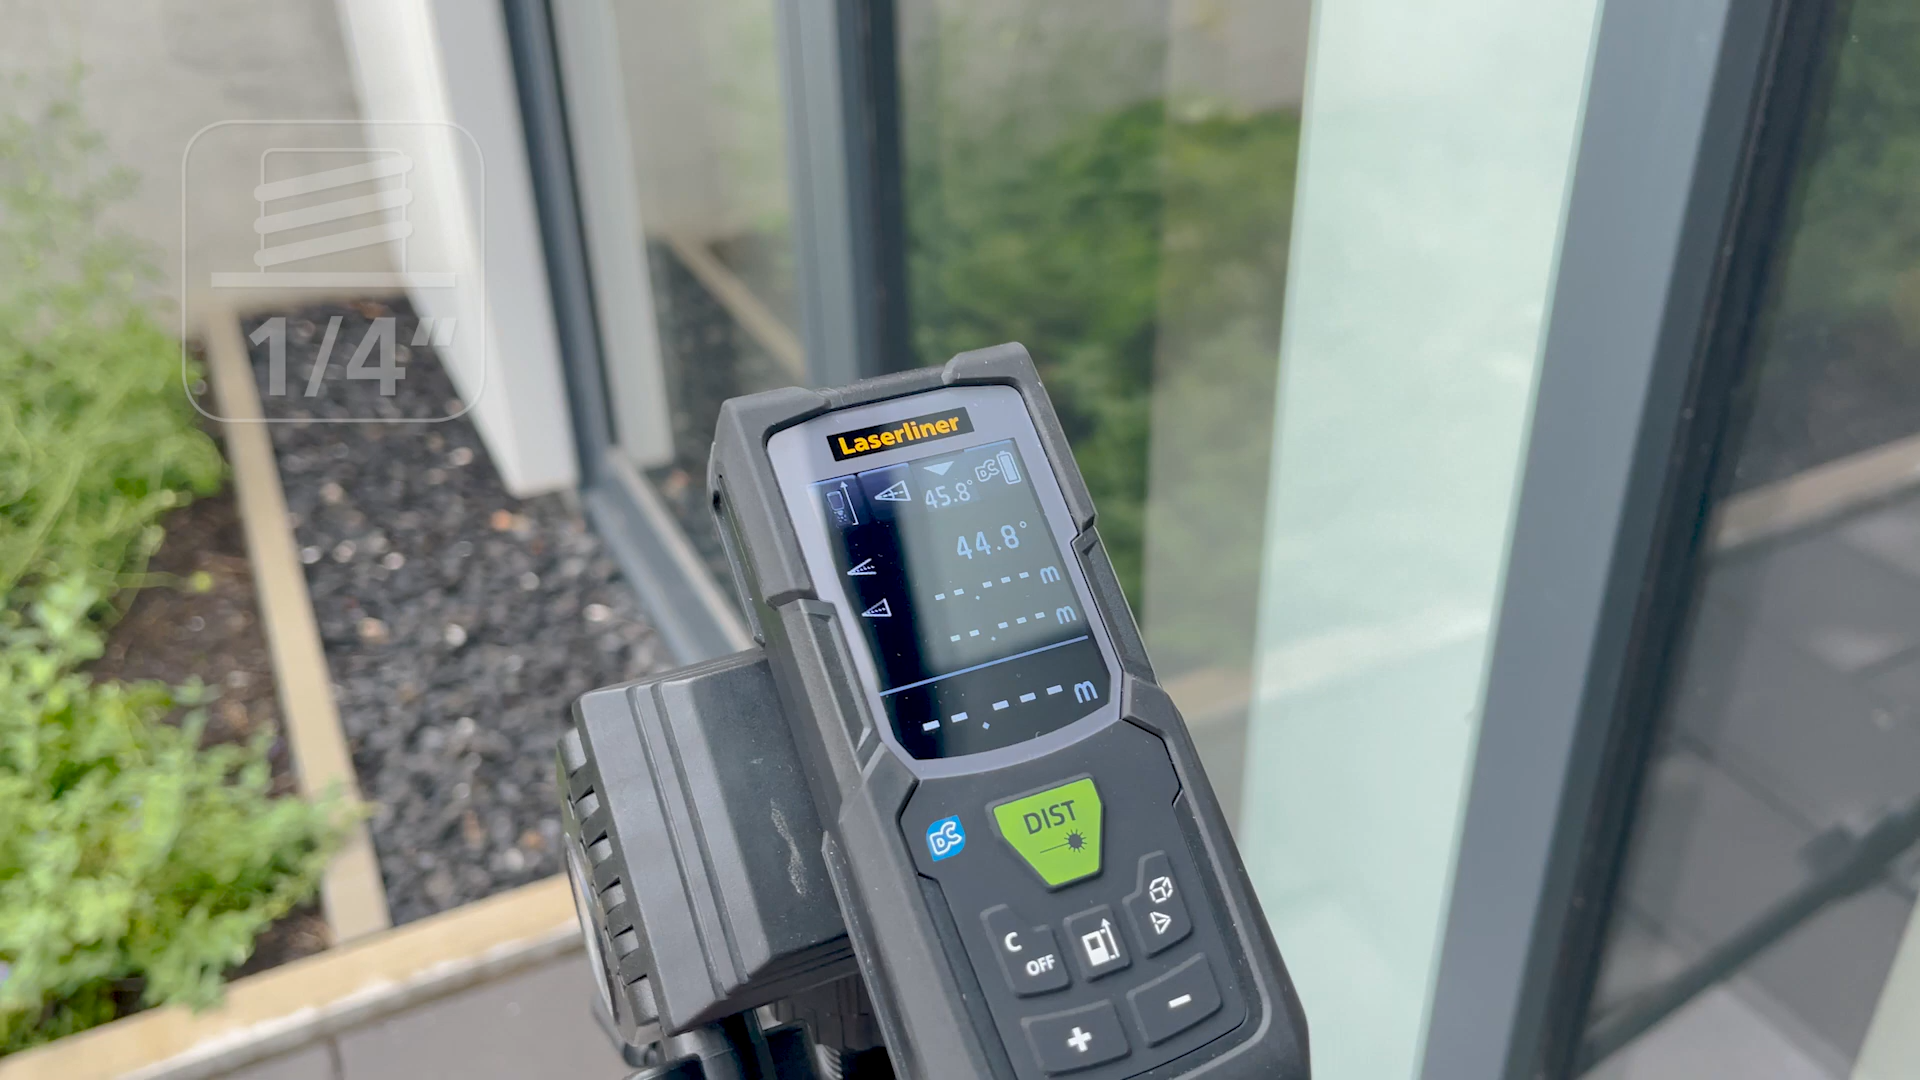 1/4“
Laserliner
45.8°
44.8°
--.--- m
--.--- m
--.--- m
DIST
C
OFF
+
-